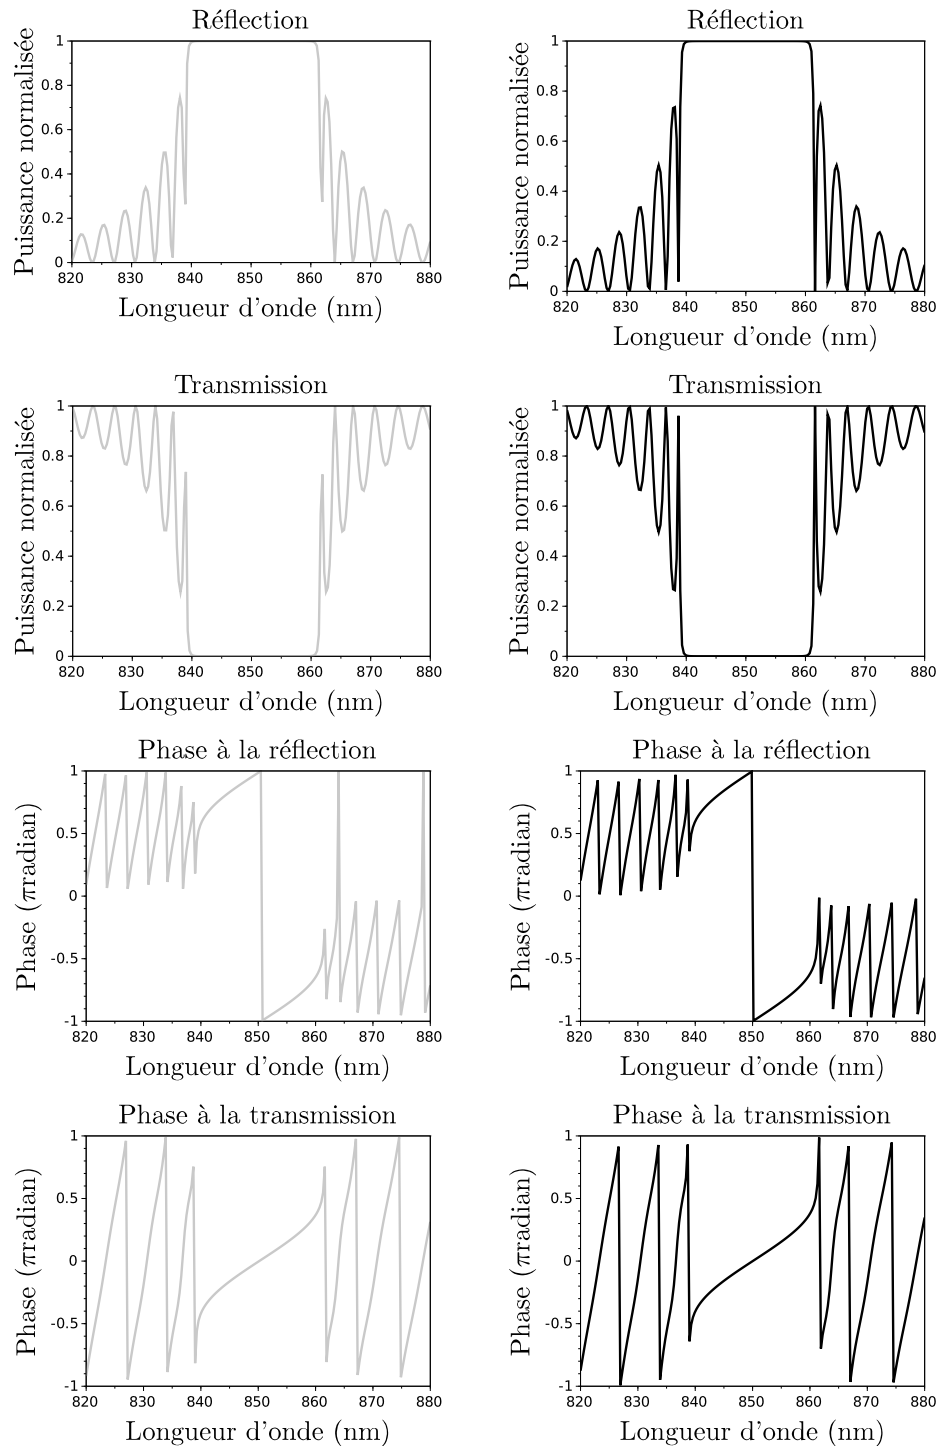 Réflection
Puissance normalisée
1
0.8
0.6
0.4
0.2
0
820 830 840 850 860 870 880
Longueur d'onde (nm)
Réflection
Puissance normalisée
1
0.8
0.6
0.4
0.2
0
820 830 840 850 860 870 880
Longueur d'onde (nm)
Transmission
Puissance normalisée
1
0.8
0.6
0.4
0.2
0
820 830 840 850 860 870 880
Longueur d'onde (nm)
Transmission
Puissance normalisée
1
0.8
0.6
0.4
0.2
0
820 830 840 850 860 870 880
Longueur d'onde (nm)
Phase à la réflection
Phase (πradian)
1
0.5
0
-0.5
-1
820 830 840 850 860 870 880
Longueur d'onde (nm)
Phase à la réflection
Phase (πradian)
1
0.5
0
-0.5
-1
820 830 840 850 860 870 880
Longueur d'onde (nm)
Phase à la transmission
Phase (πradian)
1
0.5
0
-0.5
-1
820 830 840 850 860 870 880
Longueur d'onde (nm)
Phase à la transmission
Phase (πradian)
1
0.5
0
-0.5
-1
820 830 840 850 860 870 880
Longueur d'onde (nm)